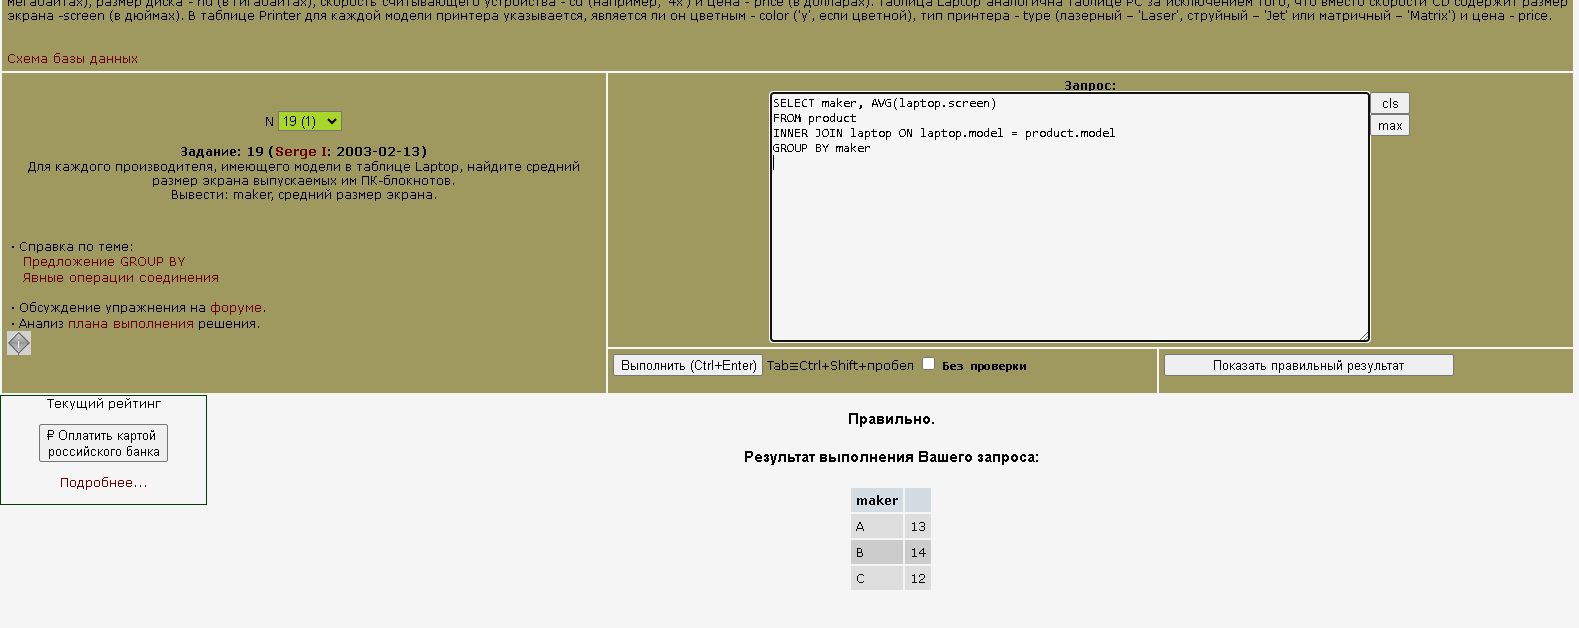 мегабайтах), размер диска - hd (в гигабайтах), скорость считывающего устройства - cd (например, '4x') и цена - price (в долларах). Таблица Laptop аналогична таблице PC за исключением того, что вместо скорости CD содержит размер
экрана -screen (в дюймах). В таблице Printer для каждой модели принтера указывается, является ли он цветным - color ('y', если цветной), тип принтера - type (лазерный – 'Laser', струйный – 'Jet' или матричный – 'Matrix') и цена - price.
Схема базы данных
N 19 (1)
Задание: 19 (Serge I: 2003-02-13)
Для каждого производителя, имеющего модели в таблице Laptop, найдите средний
размер экрана выпускаемых им ПК-блокнотов.
Вывести: maker, средний размер экрана.
· Справка по теме:
Предложение GROUP BY
Явные операции соединения
· Обсуждение упражнения на форуме.
· Анализ плана выполнения решения.
i
Запрос:
SELECT maker, AVG(laptop.screen)
FROM product
INNER JOIN laptop ON laptop.model = product.model
GROUP BY maker
cls
max
Выполнить (Ctrl+Enter) Tab≡Ctrl+Shift+пробел Без проверки
Показать правильный результат
Текущий рейтинг
₽ Оплатить картой
российского банка
Подробнее...
Правильно.
Результат выполнения Вашего запроса:
maker
A 13
B 14
C 12